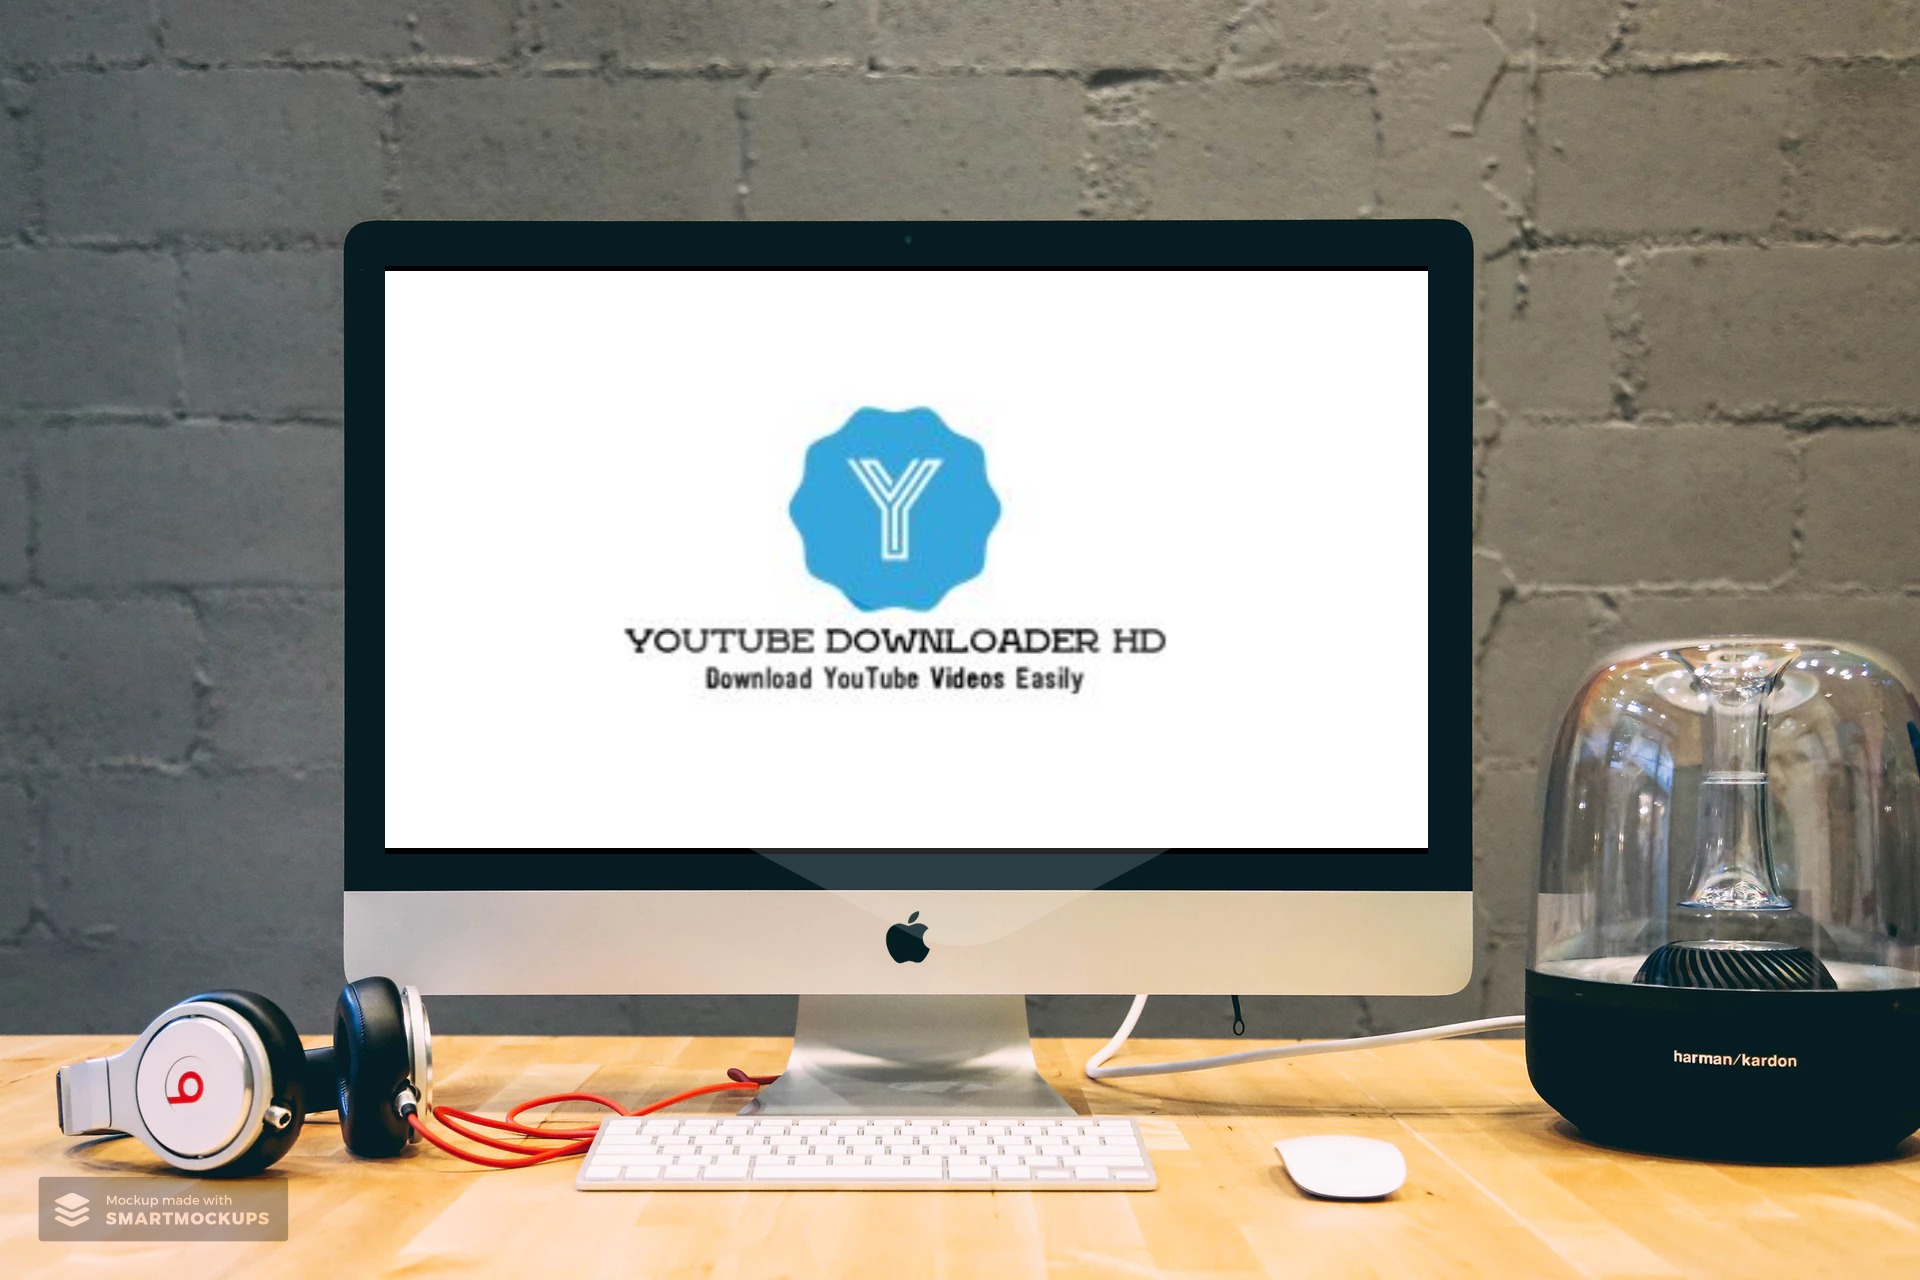 Y
YOUTUBE DOWNLOADER HD
Download YouTube Videos Easily
harman/kardon
b
Mockup made with
SMARTMOCKUPS